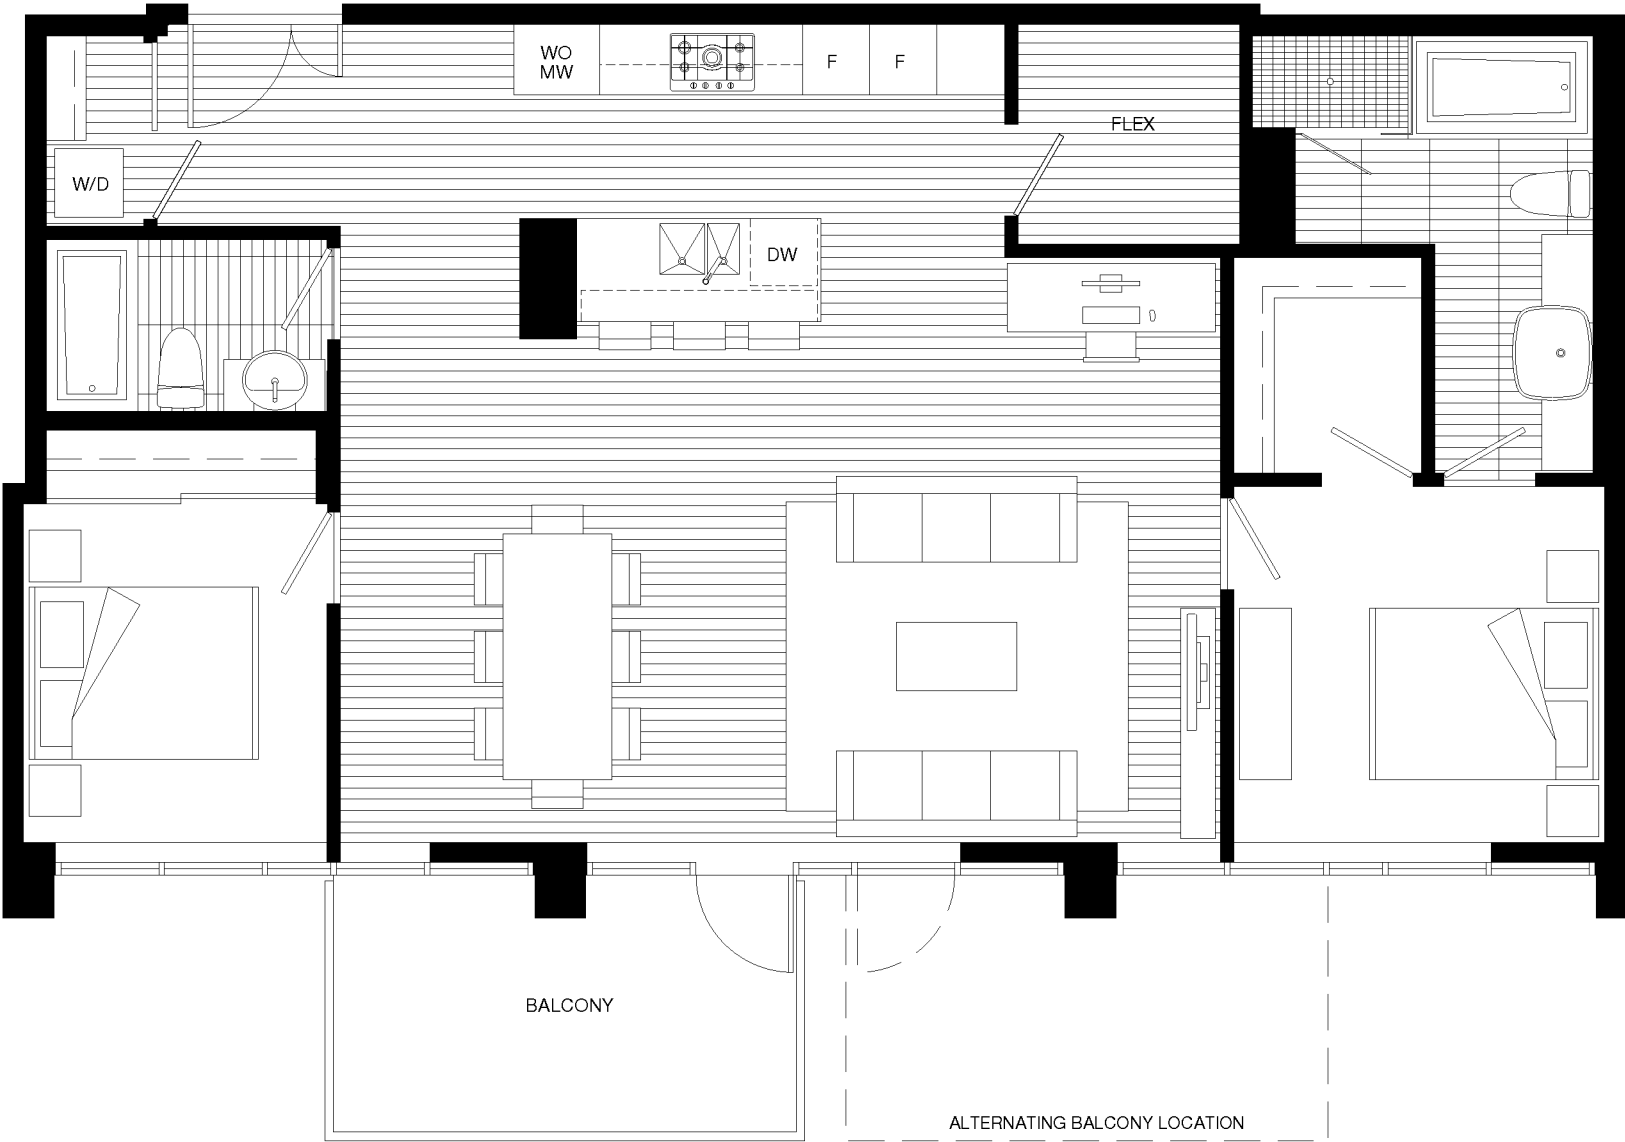 WO
MW
F
F
FLEX
W/D
DW
BALCONY
ALTERNATING BALCONY LOCATION